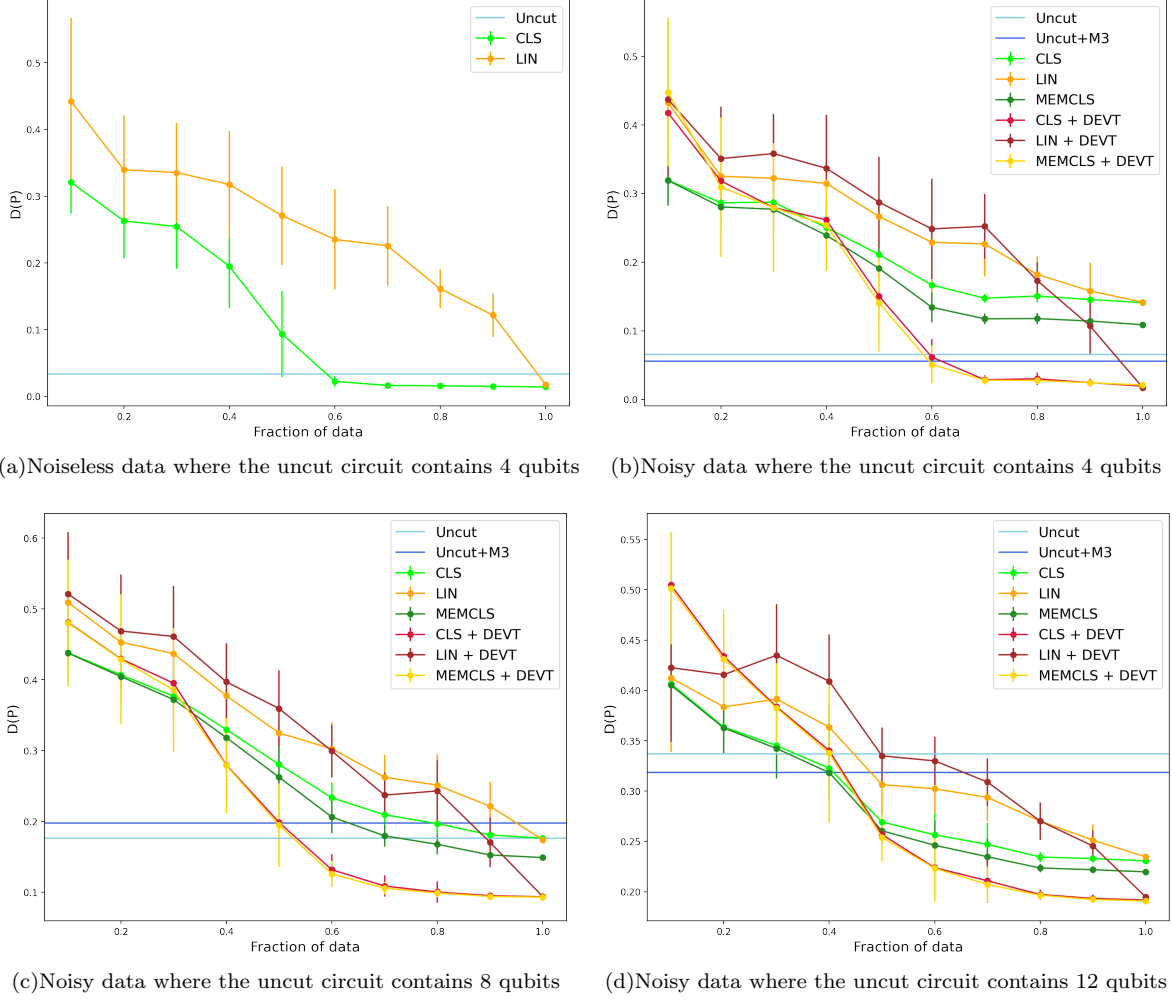 Uncut
CLS
LIN
D(P)
0.5
0.4
0.3
0.2
0.1
0.0
0.2 0.4 0.6 0.8 1.0
Fraction of data
(a)Noiseless data where the uncut circuit contains 4 qubits
Uncut
Uncut+M3
CLS
LIN
MEMCLS
CLS + DEVT
LIN + DEVT
MEMCLS + DEVT
D(P)
0.5
0.4
0.3
0.2
0.1
0.0
0.2 0.4 0.6 0.8 1.0
Fraction of data
(b)Noisy data where the uncut circuit contains 4 qubits
Uncut
Uncut+M3
CLS
LIN
MEMCLS
CLS + DEVT
LIN + DEVT
MEMCLS + DEVT
D(P)
0.6
0.5
0.4
0.3
0.2
0.1
0.2 0.4 0.6 0.8 1.0
Fraction of data
(c)Noisy data where the uncut circuit contains 8 qubits
Uncut
Uncut+M3
CLS
LIN
MEMCLS
CLS + DEVT
LIN + DEVT
MEMCLS + DEVT
D(P)
0.55
0.50
0.45
0.40
0.35
0.30
0.25
0.20
0.2 0.4 0.6 0.8 1.0
Fraction of data
(d)Noisy data where the uncut circuit contains 12 qubits